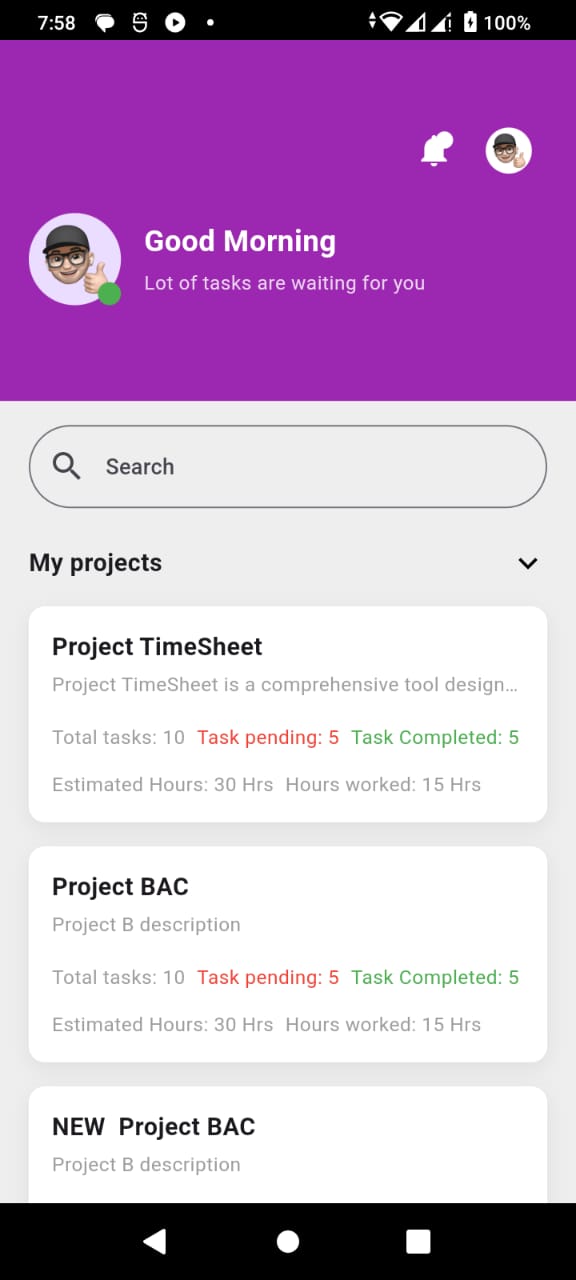 7:58 100%
Good Morning
Lot of tasks are waiting for you
Search
My projects
Project TimeSheet
Project TimeSheet is a comprehensive tool design...
Total tasks: 10 Task pending: 5 Task Completed: 5
Estimated Hours: 30 Hrs Hours worked: 15 Hrs
Project BAC
Project B description
Total tasks: 10 Task pending: 5 Task Completed: 5
Estimated Hours: 30 Hrs Hours worked: 15 Hrs
NEW  Project BAC
Project B description